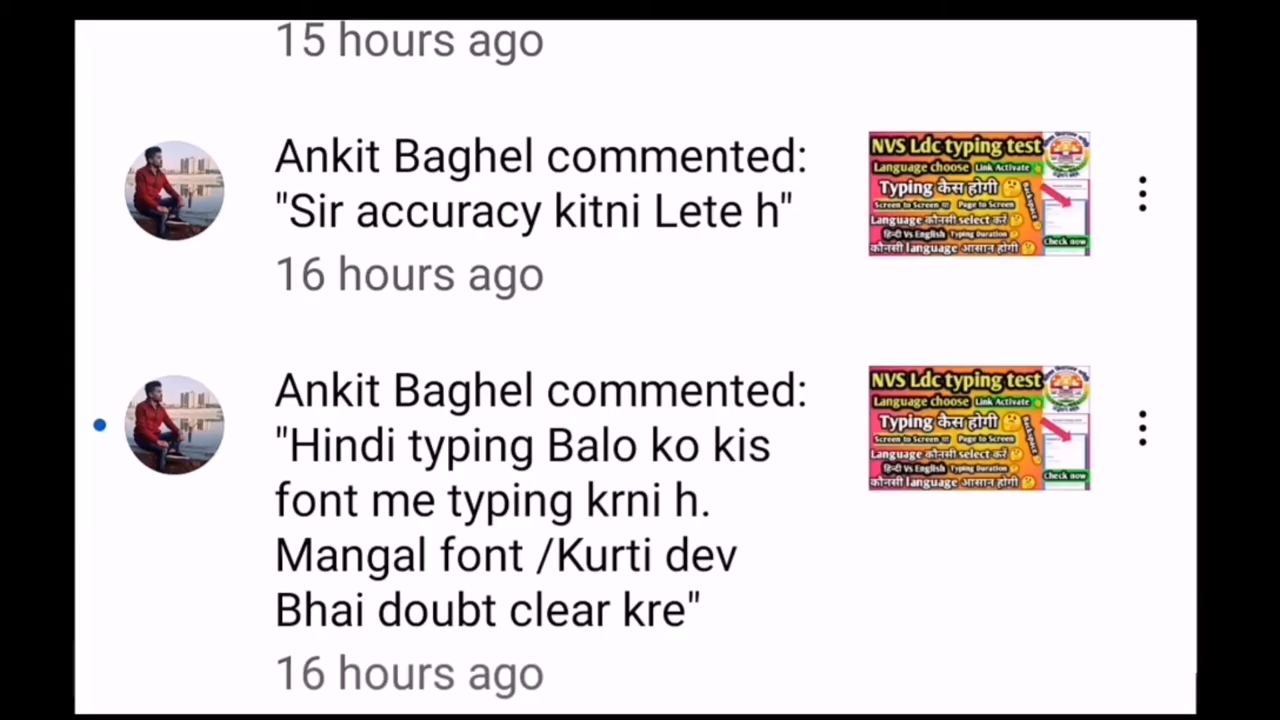 15 hours ago
Ankit Baghel commented:
"Sir accuracy kitni Lete h"
16 hours ago
NVS Ldc typing test
Language choose Link Activate
Typing कैस होगी
Screen to Screen या Page to Screen
Backspace
Language कौनसी select करें
हिन्दी Vs English Typing Duration
कौनसी language आसान होगी
Check now
Ankit Baghel commented:
"Hindi typing Balo ko kis
font me typing krni h.
Mangal font /Kurti dev
Bhai doubt clear kre"
16 hours ago
NVS Ldc typing test
Language choose Link Activate
Typing कैस होगी
Screen to Screen या Page to Screen
Backspace
Language कौनसी select करें
हिन्दी Vs English Typing Duration
कौनसी language आसान होगी
Check now